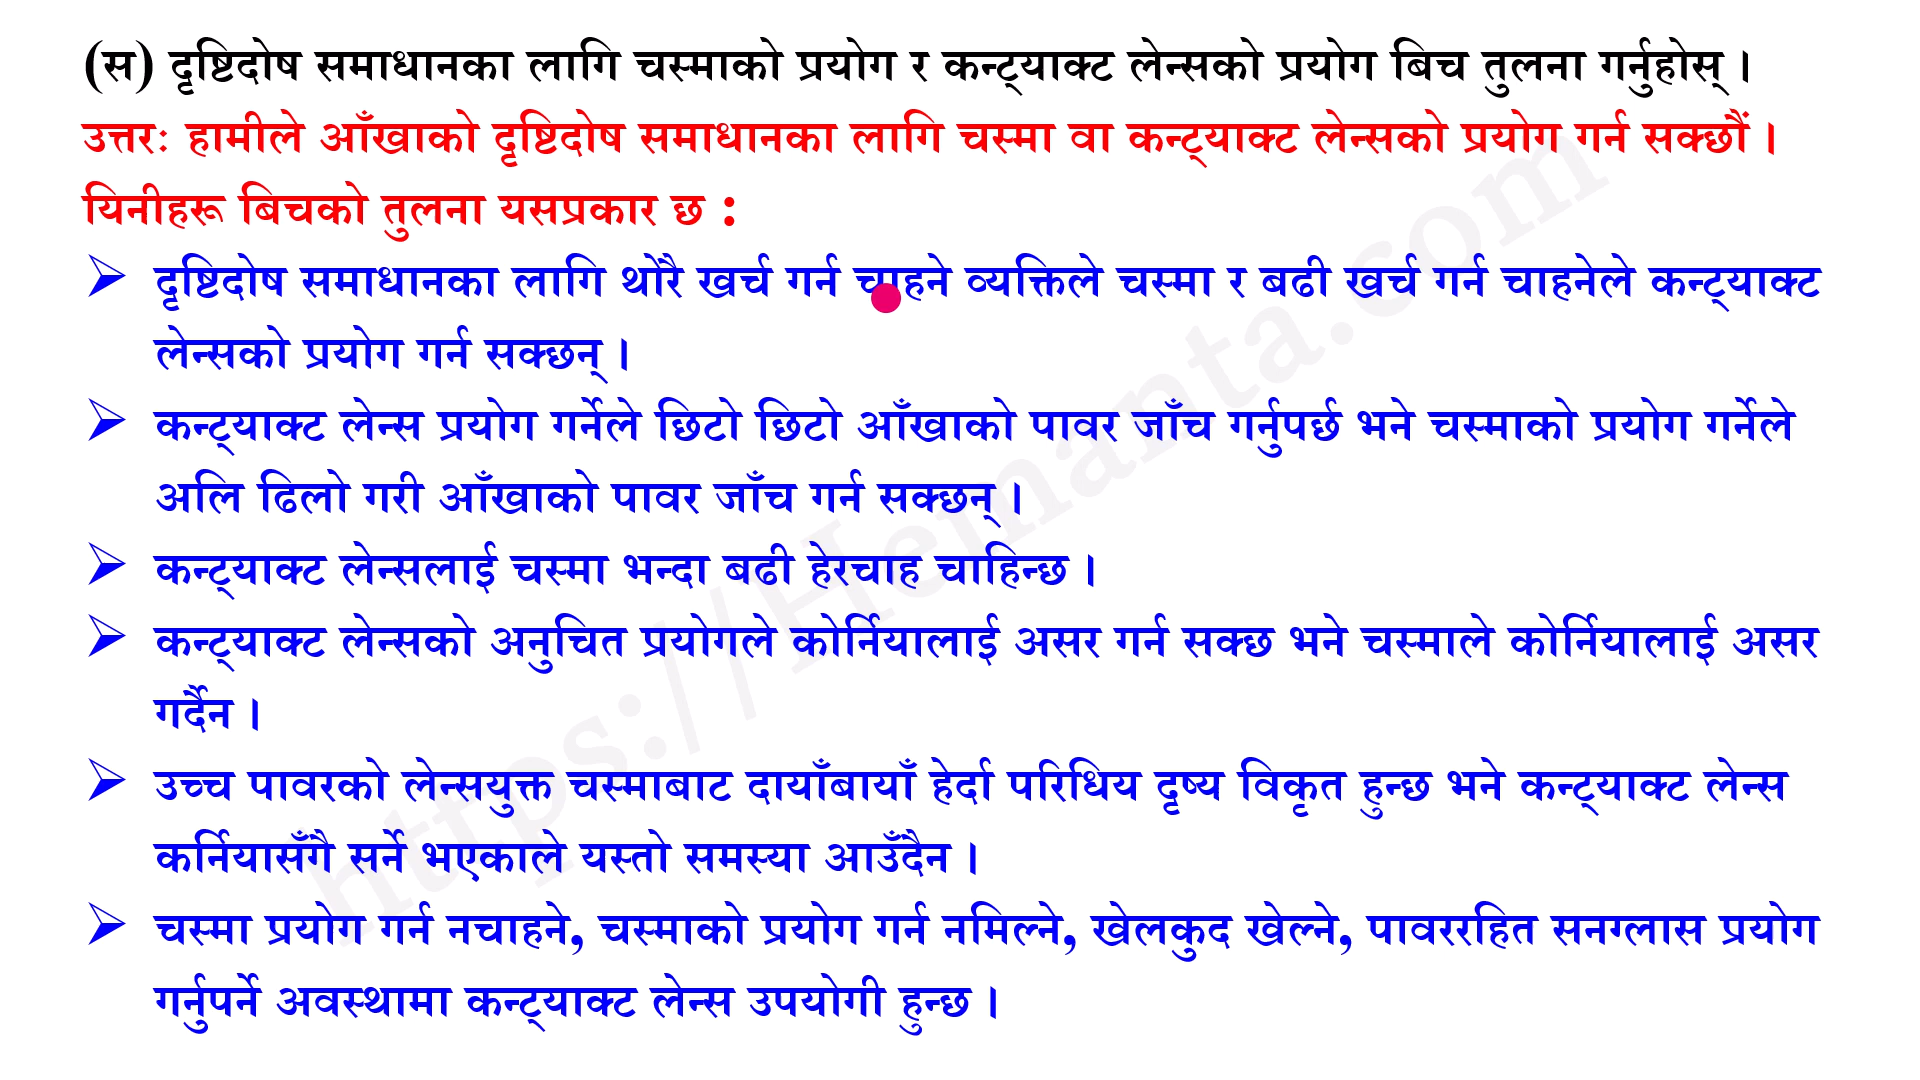 (स) दृष्टिदोष समाधानका लागि चस्माको प्रयोग र कन्ट्याक्ट लेन्सको प्रयोग बिच तुलना गर्नुहोस् ।
उत्तरः हामीले आँखाको दृष्टिदोष समाधानका लागि चस्मा वा कन्ट्याक्ट लेन्सको प्रयोग गर्न सक्छौं ।
यिनीहरू बिचको तुलना यसप्रकार छ :
➢ दृष्टिदोष समाधानका लागि थोरै खर्च गर्न चाहने व्यक्तिले चस्मा र बढी खर्च गर्न चाहनेले कन्ट्याक्ट
लेन्सको प्रयोग गर्न सक्छन् ।
➢ कन्ट्याक्ट लेन्स प्रयोग गर्नेले छिटो छिटो आँखाको पावर जाँच गर्नुपर्छ भने चस्माको प्रयोग गर्नेले
अलि ढिलो गरी आँखाको पावर जाँच गर्न सक्छन् ।
➢ कन्ट्याक्ट लेन्सलाई चस्मा भन्दा बढी हेरचाह चाहिन्छ ।
➢ कन्ट्याक्ट लेन्सको अनुचित प्रयोगले कोर्नियालाई असर गर्न सक्छ भने चस्माले कोर्नियालाई असर
गर्दैन ।
➢ उच्च पावरको लेन्सयुक्त चस्माबाट दायाँबायाँ हेर्दा परिधिय दृष्य विकृत हुन्छ भने कन्ट्याक्ट लेन्स
कर्नियासँगै सर्ने भएकाले यस्तो समस्या आउँदैन ।
➢ चस्मा प्रयोग गर्न नचाहने, चस्माको प्रयोग गर्न नमिल्ने, खेलकुद खेल्ने, पावररहित सनग्लास प्रयोग
गर्नुपर्ने अवस्थामा कन्ट्याक्ट लेन्स उपयोगी हुन्छ ।
https://Hemanta.com